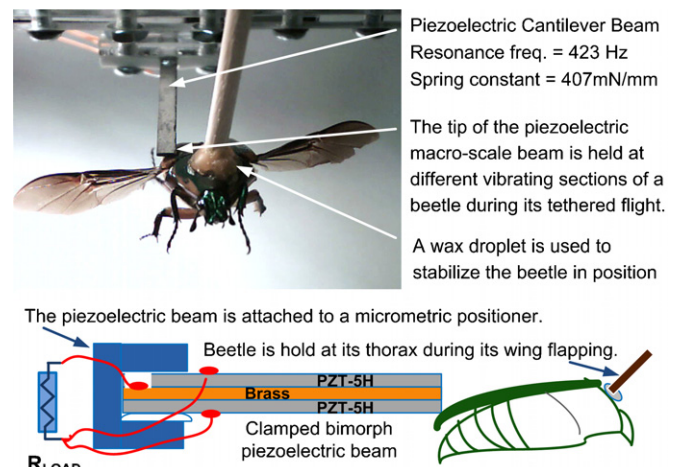 Piezoelectric Cantilever Beam
Resonance freq. = 423 Hz
Spring constant = 407mN/mm
The tip of the piezoelectric
macro-scale beam is held at
different vibrating sections of a
beetle during its tethered flight.
A wax droplet is used to
stabilize the beetle in position
The piezoelectric beam is attached to a micrometric positioner.
Beetle is hold at its thorax during its wing flapping.
PZT-5H
Brass
PZT-5H
Clamped bimorph
piezoelectric beam
RLOAD